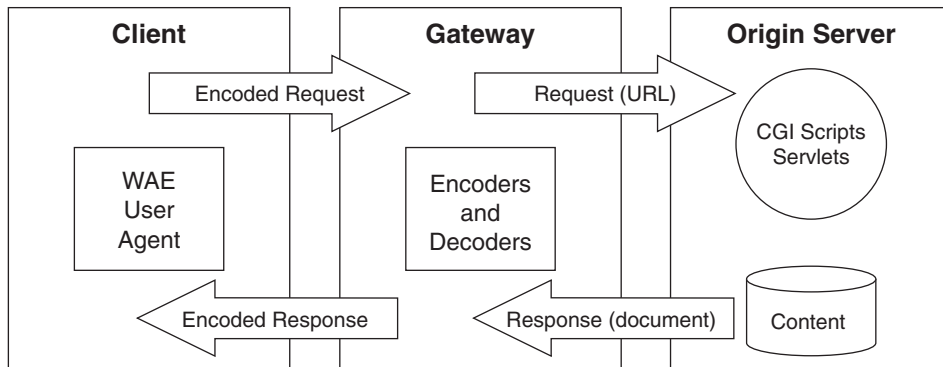 Client
Gateway
Origin Server
Encoded Request
Request (URL)
CGI Scripts
Servlets
WAE
User
Agent
Encoders
and
Decoders
Encoded Response
Response (document)
Content